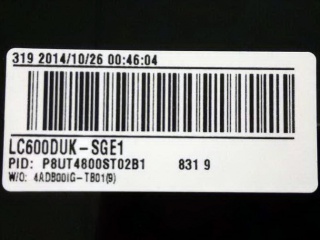 319 2014/10/26 00:46:04
LC600DUK-SGE1
PID: P8UT4800ST02B1 831 9
W/O: 4ADB00IG-TB01(9)